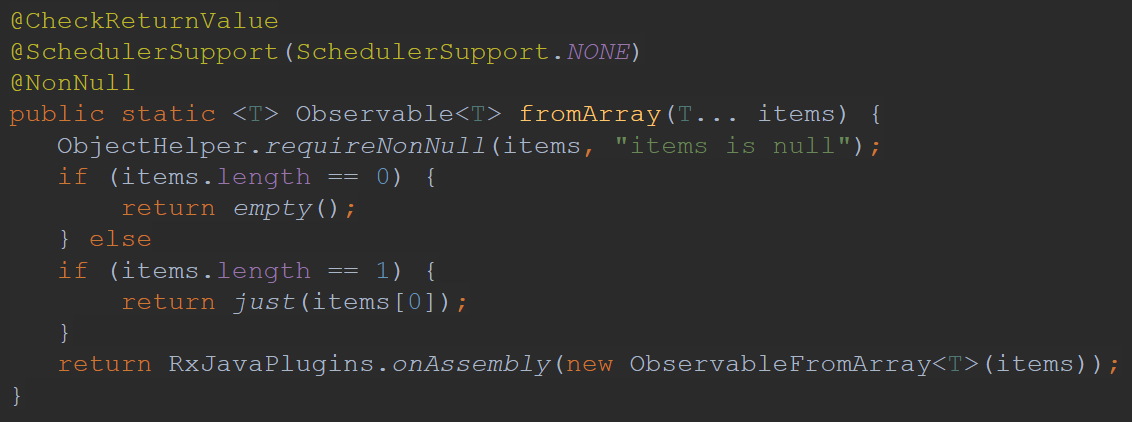 @CheckReturnValue
@SchedulerSupport(SchedulerSupport.NONE)
@NonNull
public static <T> Observable<T> fromArray(T... items) {
    ObjectHelper.requireNonNull(items, "items is null");
    if (items.length == 0) {
        return empty();
    } else
    if (items.length == 1) {
        return just(items[0]);
    }
    return RxJavaPlugins.onAssembly(new ObservableFromArray<T>(items));
}